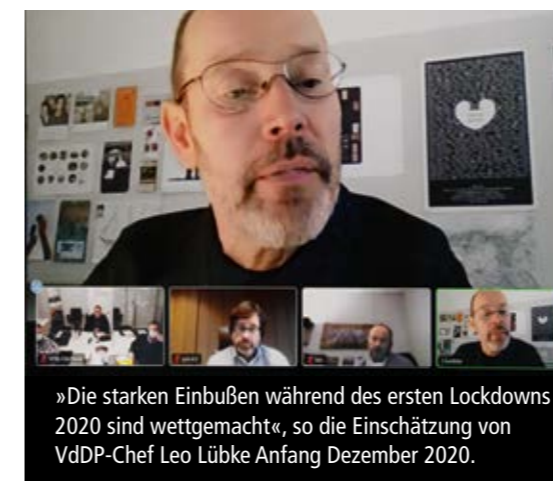 »Die starken Einbußen während des ersten Lockdowns
2020 sind wettgemacht«, so die Einschätzung von
VdDP-Chef Leo Lübke Anfang Dezember 2020.